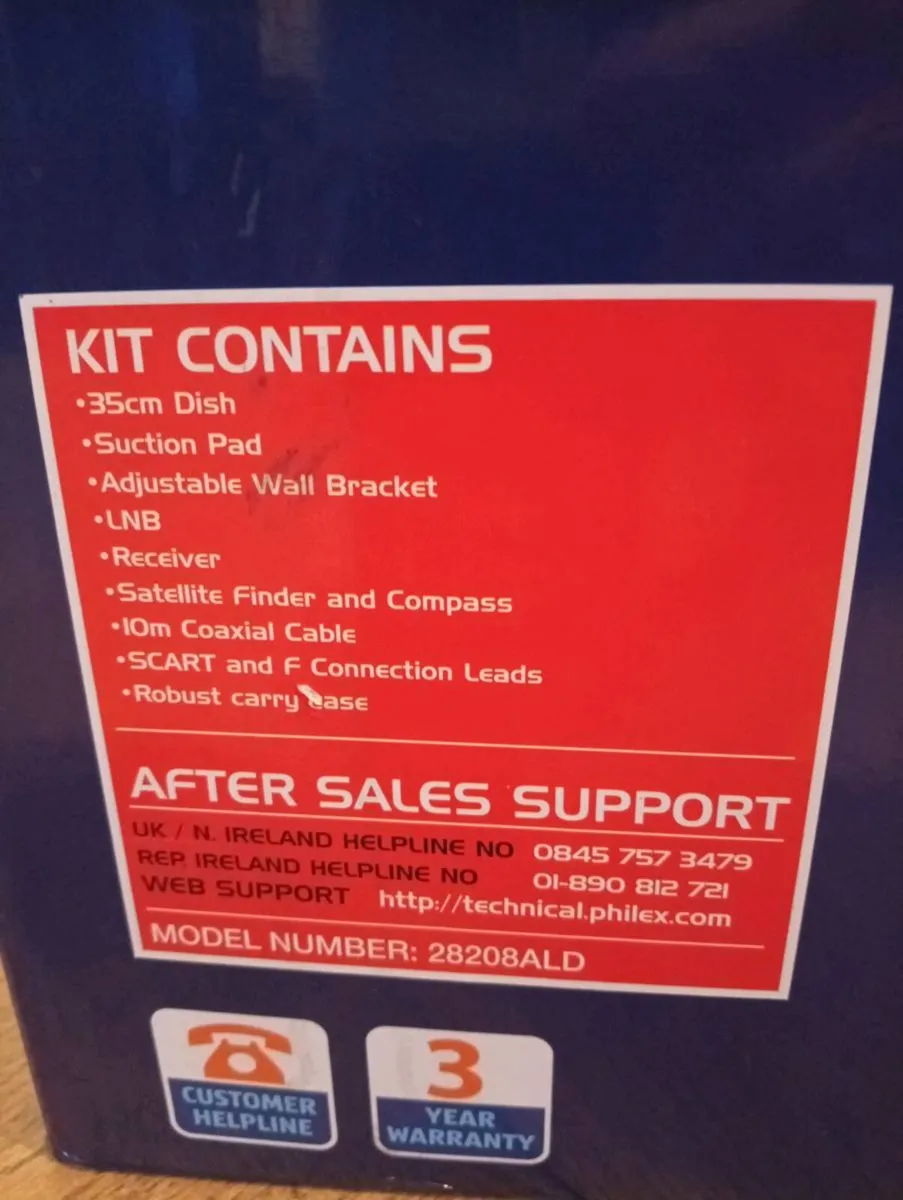 KIT CONTAINS
•35cm Dish
•Suction Pad
•Adjustable Wall Bracket
•LNB
•Receiver
•Satellite Finder and Compass
•10m Coaxial Cable
•SCART and F Connection Leads
•Robust carry case
AFTER SALES SUPPORT
UK / N. IRELAND HELPLINE NO 0845 757 3479
REP. IRELAND HELPLINE NO 01-890 812 721
WEB SUPPORT http://technical.philex.com
MODEL NUMBER: 28208ALD
CUSTOMER
HELPLINE
3
YEAR
WARRANTY